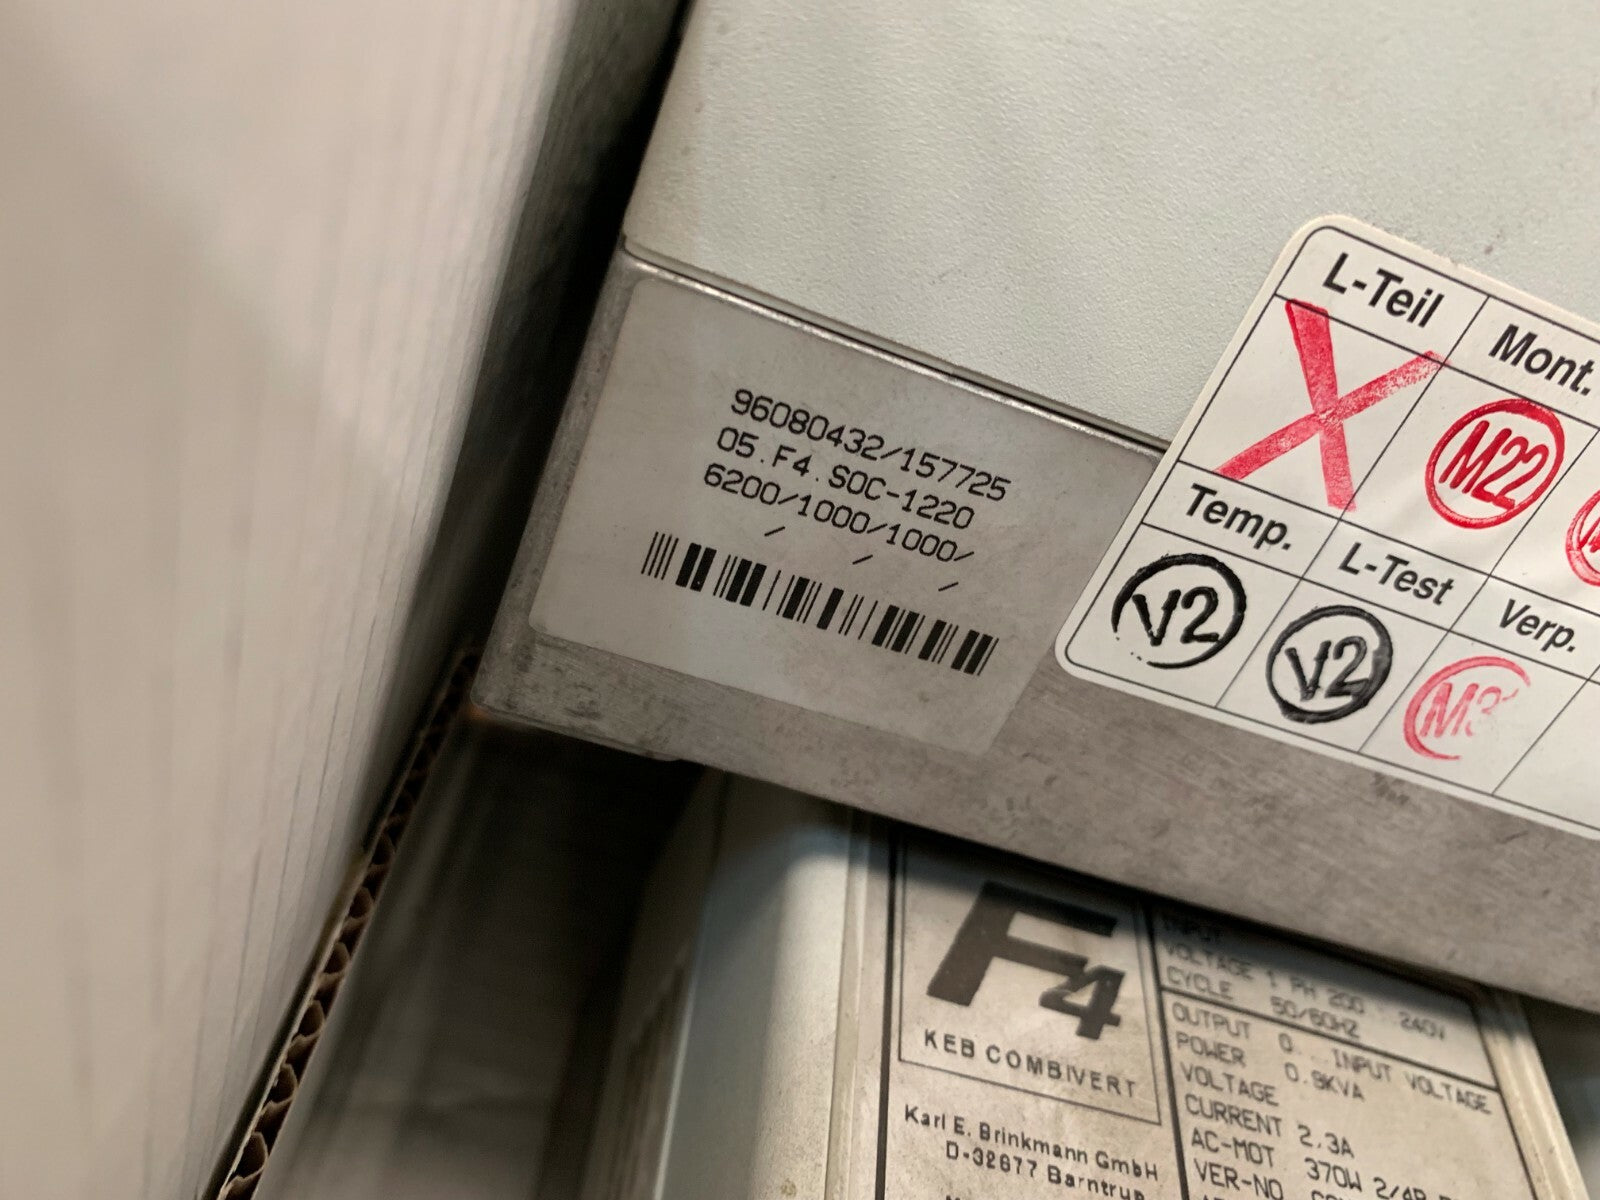 96080432/157725
05.F4.S0C-1220
6200/1000/1000/
/ / /
L-Teil
Mont.
M22
Temp.
L-Test
Verp.
V2
V2
M3
F4
KEB COMBIVERT
Karl E. Brinkmann GmbH
D-32677 Barntrup
INPUT
VOLTAGE 1 PH 200 240V
CYCLE 50/60HZ
OUTPUT 0... INPUT VOLTAGE
POWER 0.9KVA
VOLTAGE
CURRENT 2.3A
AC-MOT 370W
VER-NO